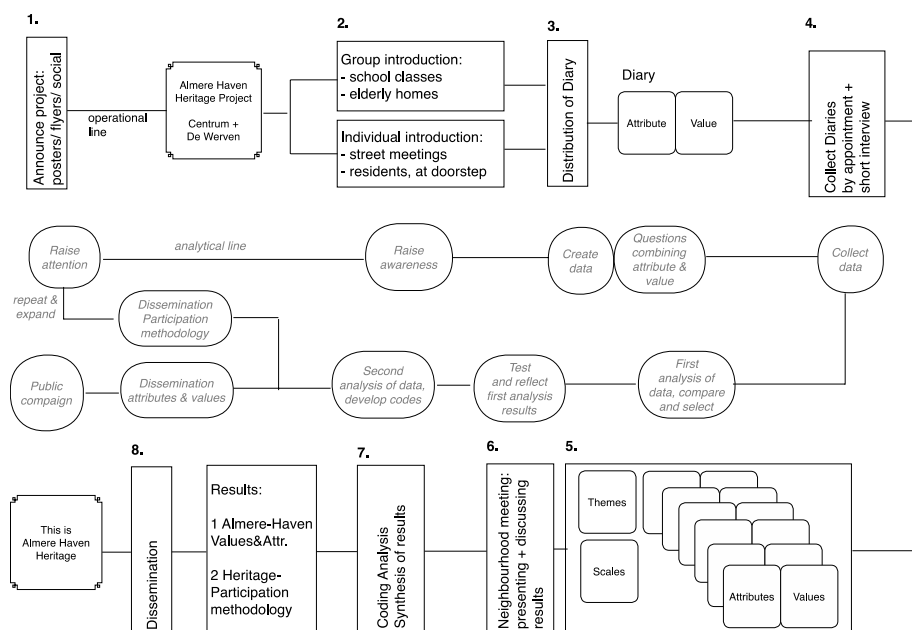 1.
Announce project:
posters/ flyers/ social
operational
line
Almere Haven
Heritage Project
Centrum +
De Werven
2.
Group introduction:
- school classes
- elderly homes
Individual introduction:
- street meetings
- residents, at doorstep
3.
Distribution of Diary
Diary
Attribute
Value
4.
Collect Diaries
by appointment +
short interview
Raise
attention
analytical line
Raise
awareness
Create
data
Questions
combining
attribute &
value
Collect
data
repeat &
expand
Dissemination
Participation
methodology
Public
compaign
Dissemination
attributes & values
Second
analysis of data,
develop codes
Test
and reflect
first analysis
results
First
analysis of
data, compare
and select
This is
Almere Haven
Heritage
8.
Dissemination
Results:
1 Almere-Haven
Values&Attr.
2 Heritage-
Participation
methodology
7.
Coding Analysis
Synthesis of results
6.
Neighbourhood meeting:
presenting + discussing
results
5.
Themes
Scales
Attributes
Values